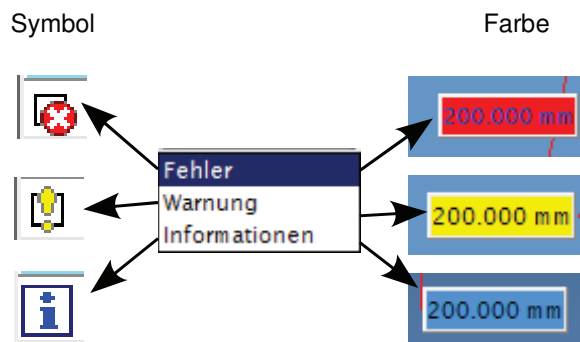 Symbol Farbe
200.000 mm
Fehler
Warnung
Informationen
200.000 mm
200.000 mm